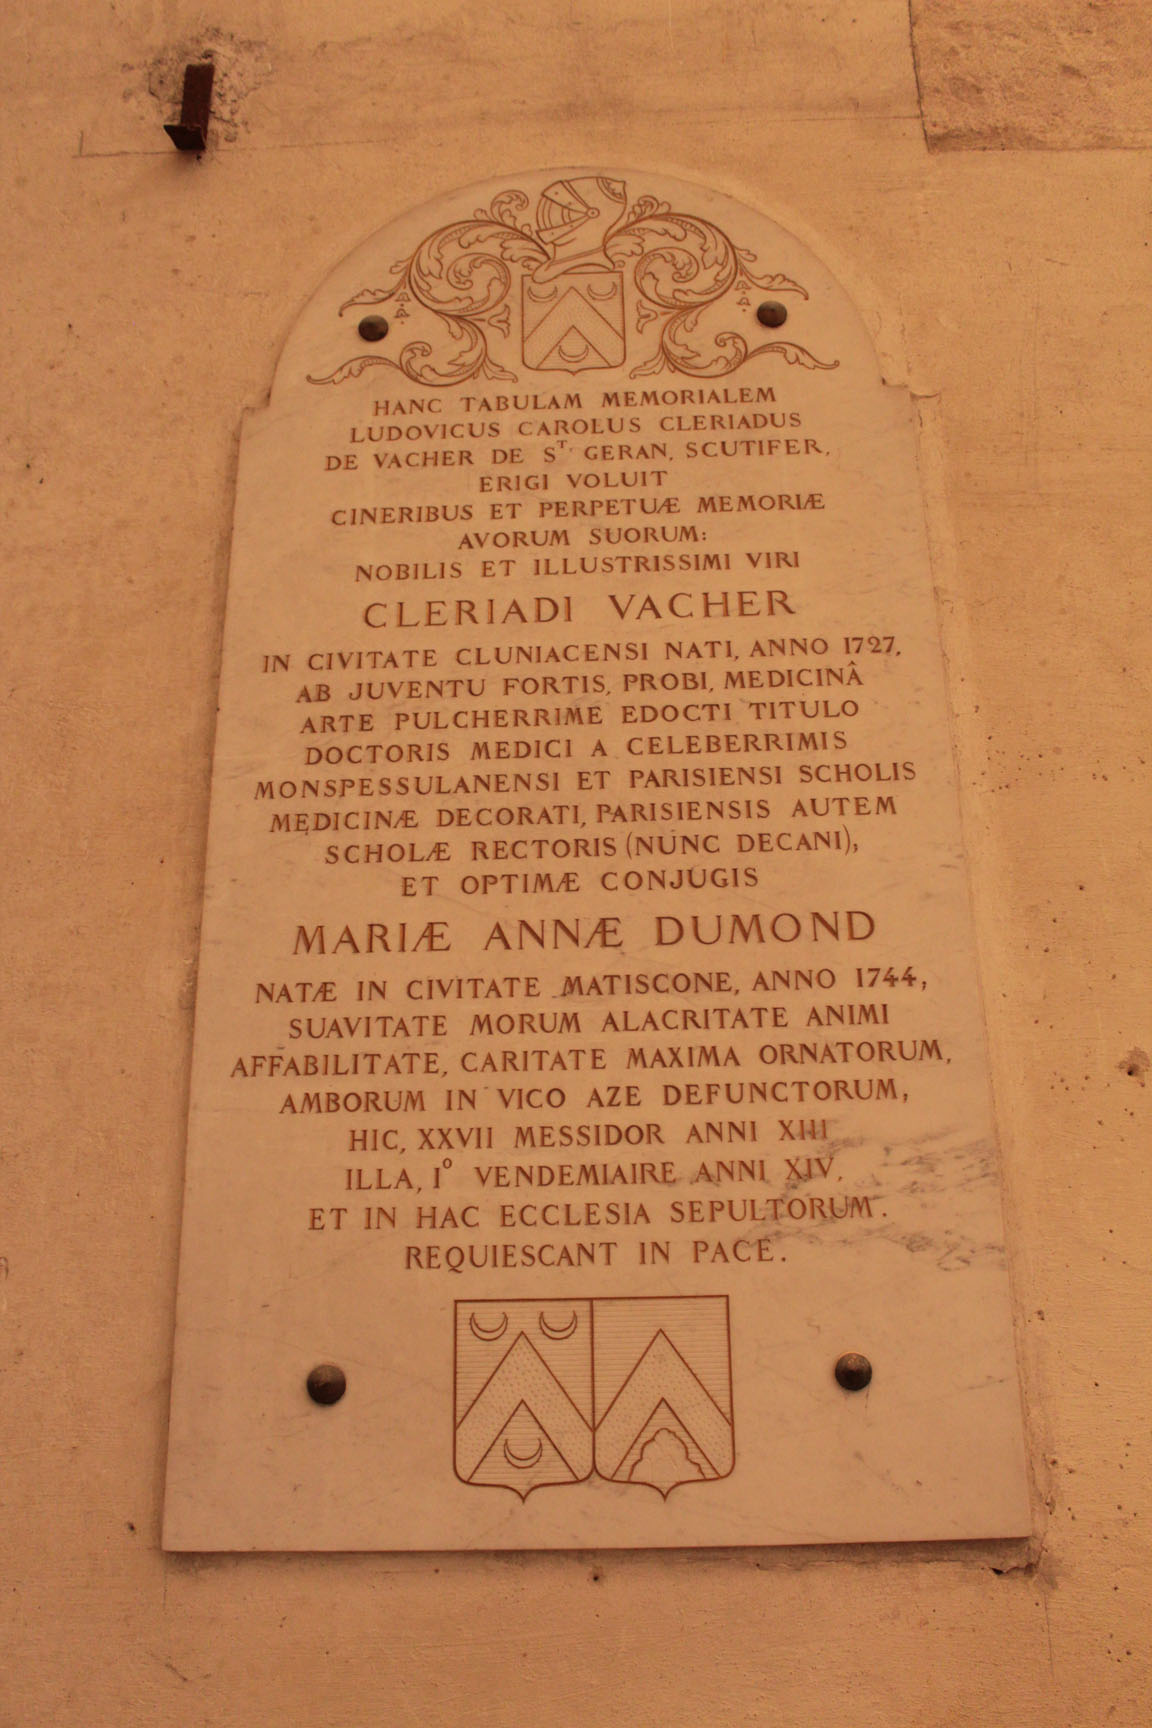 HANC TABULAM MEMORIALEM
LUDOVICUS CAROLUS CLERIADUS
DE VACHER DE S^T. GERAN, SCUTIFER,
ERIGI VOLUIT
CINERIBUS ET PERPETUÆ MEMORIÆ
AVORUM SUORUM:
NOBILIS ET ILLUSTRISSIMI VIRI
CLERIADI VACHER
IN CIVITATE CLUNIACENSI NATI, ANNO 1727,
AB JUVENTU FORTIS, PROBI, MEDICINÂ
ARTE PULCHERRIME EDOCTI TITULO
DOCTORIS MEDICI A CELEBERRIMIS
MONSPESSULANENSI ET PARISIENSI SCHOLIS
MEDICINÆ DECORATI, PARISIENSIS AUTEM
SCHOLÆ RECTORIS (NUNC DECANI),
ET OPTIMÆ CONJUGIS
MARIÆ ANNÆ DUMOND
NATÆ IN CIVITATE MATISCONE, ANNO 1744,
SUAVITATE MORUM ALACRITATE ANIMI
AFFABILITATE, CARITATE MAXIMA ORNATORUM,
AMBORUM IN VICO AZE DEFUNCTORUM,
HIC, XXVII MESSIDOR ANNI XIII
ILLA, Iº VENDEMIAIRE ANNI XIV,
ET IN HAC ECCLESIA SEPULTORUM.
REQUIESCANT IN PACE.